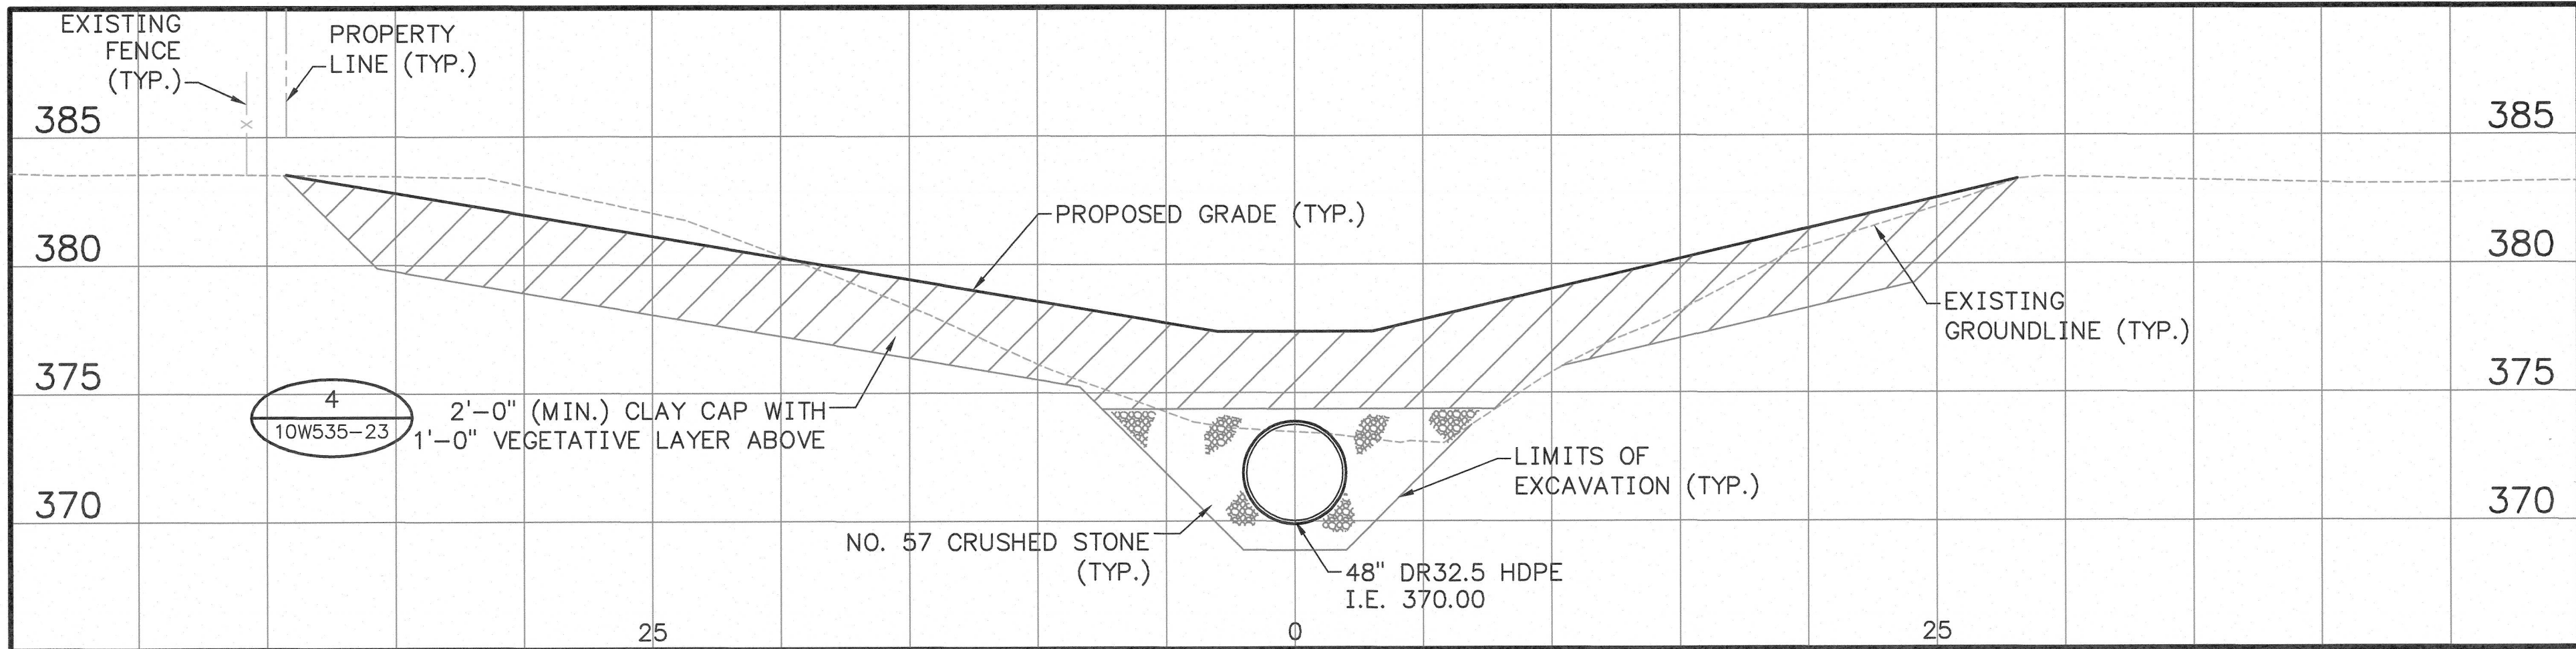 EXISTING
FENCE
(TYP.)
PROPERTY
LINE (TYP.)
385
385
PROPOSED GRADE (TYP.)
380
380
EXISTING
GROUNDLINE (TYP.)
375
375
4
10W535-23
2'-0" (MIN.) CLAY CAP WITH
1'-0" VEGETATIVE LAYER ABOVE
LIMITS OF
EXCAVATION (TYP.)
370
370
NO. 57 CRUSHED STONE
(TYP.)
48" DR32.5 HDPE
I.E. 370.00
25
0
25